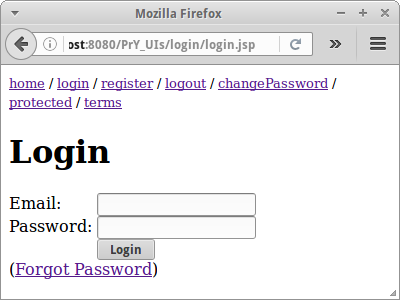 Mozilla Firefox
ost:8080/PrY_UIs/login/login.jsp
home / login / register / logout / changePassword /
protected / terms
Login
Email:
Password:
Login
(Forgot Password)